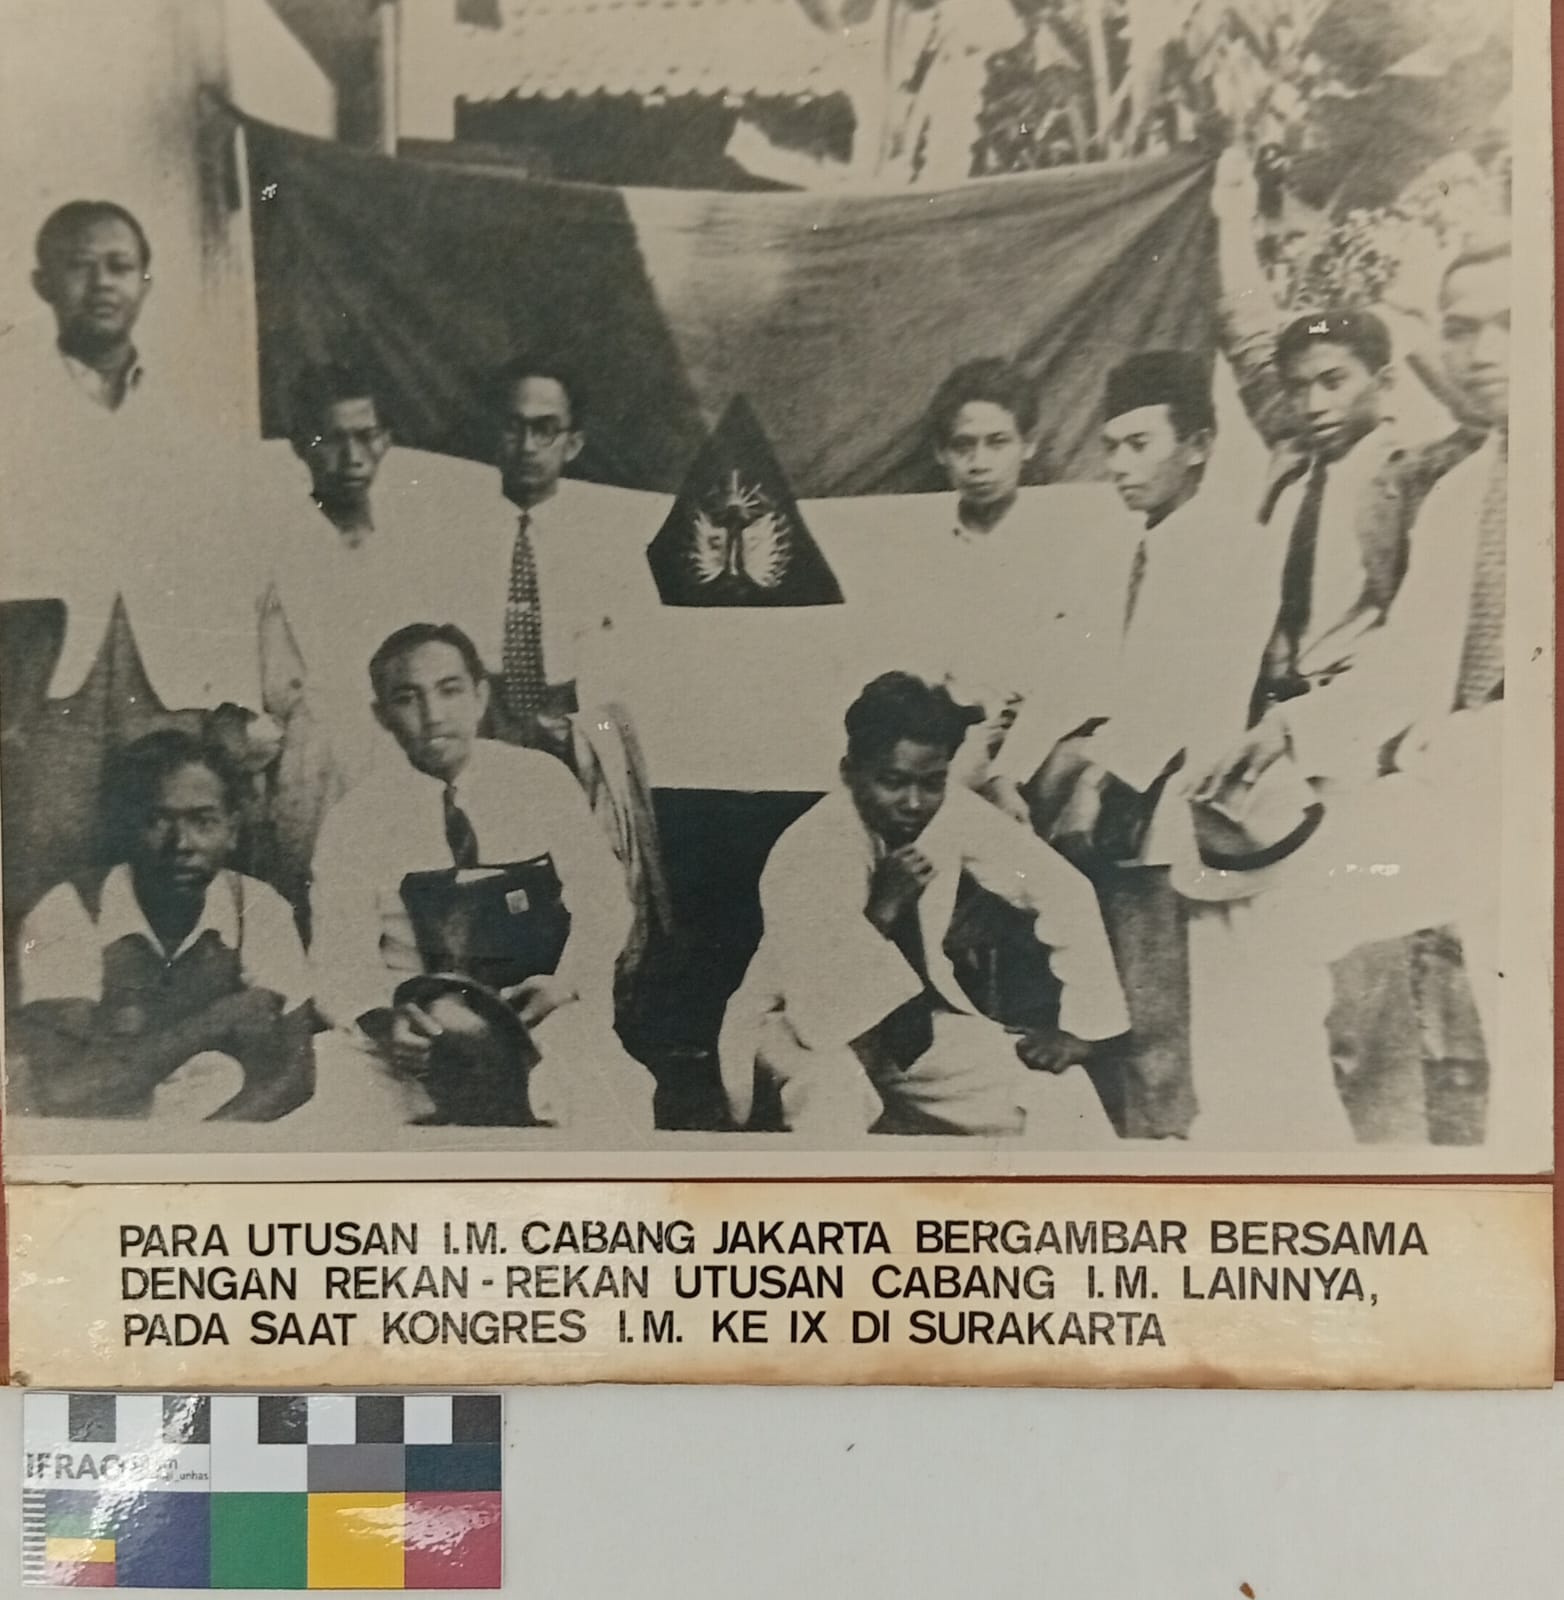 PARA UTUSAN I.M. CABANG JAKARTA BERGAMBAR BERSAMA
DENGAN REKAN - REKAN UTUSAN CABANG I.M. LAINNYA,
PADA SAAT KONGRES I.M. KE IX DI SURAKARTA
IFRAO